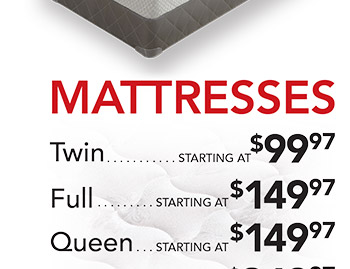 MATTRESSES
Twin.......... STARTING AT $99.97
Full.......... STARTING AT $149.97
Queen... STARTING AT $149.97